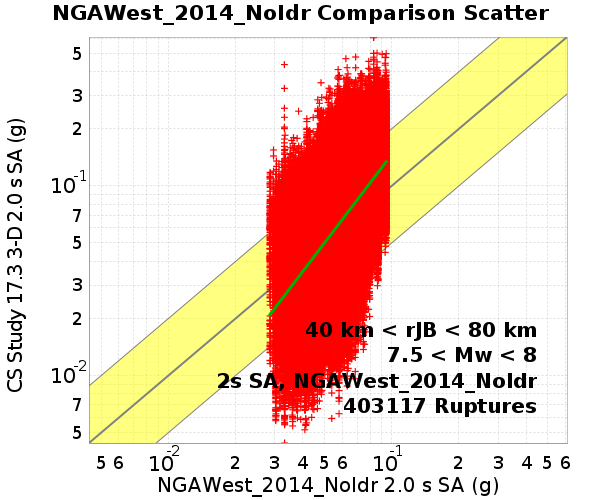 NGAWest_2014_NoIdr Comparison Scatter
CS Study 17.3 3-D 2.0 s SA (g)
5
3
2
10-1
7
5
3
2
10-2
7
5
40 km < rJB < 80 km
7.5 < Mw < 8
2s SA, NGAWest_2014_NoIdr
403117 Ruptures
5 6 10-2 2 3 4 5 6 10-1 2 3 4 5 6
NGAWest_2014_NoIdr 2.0 s SA (g)